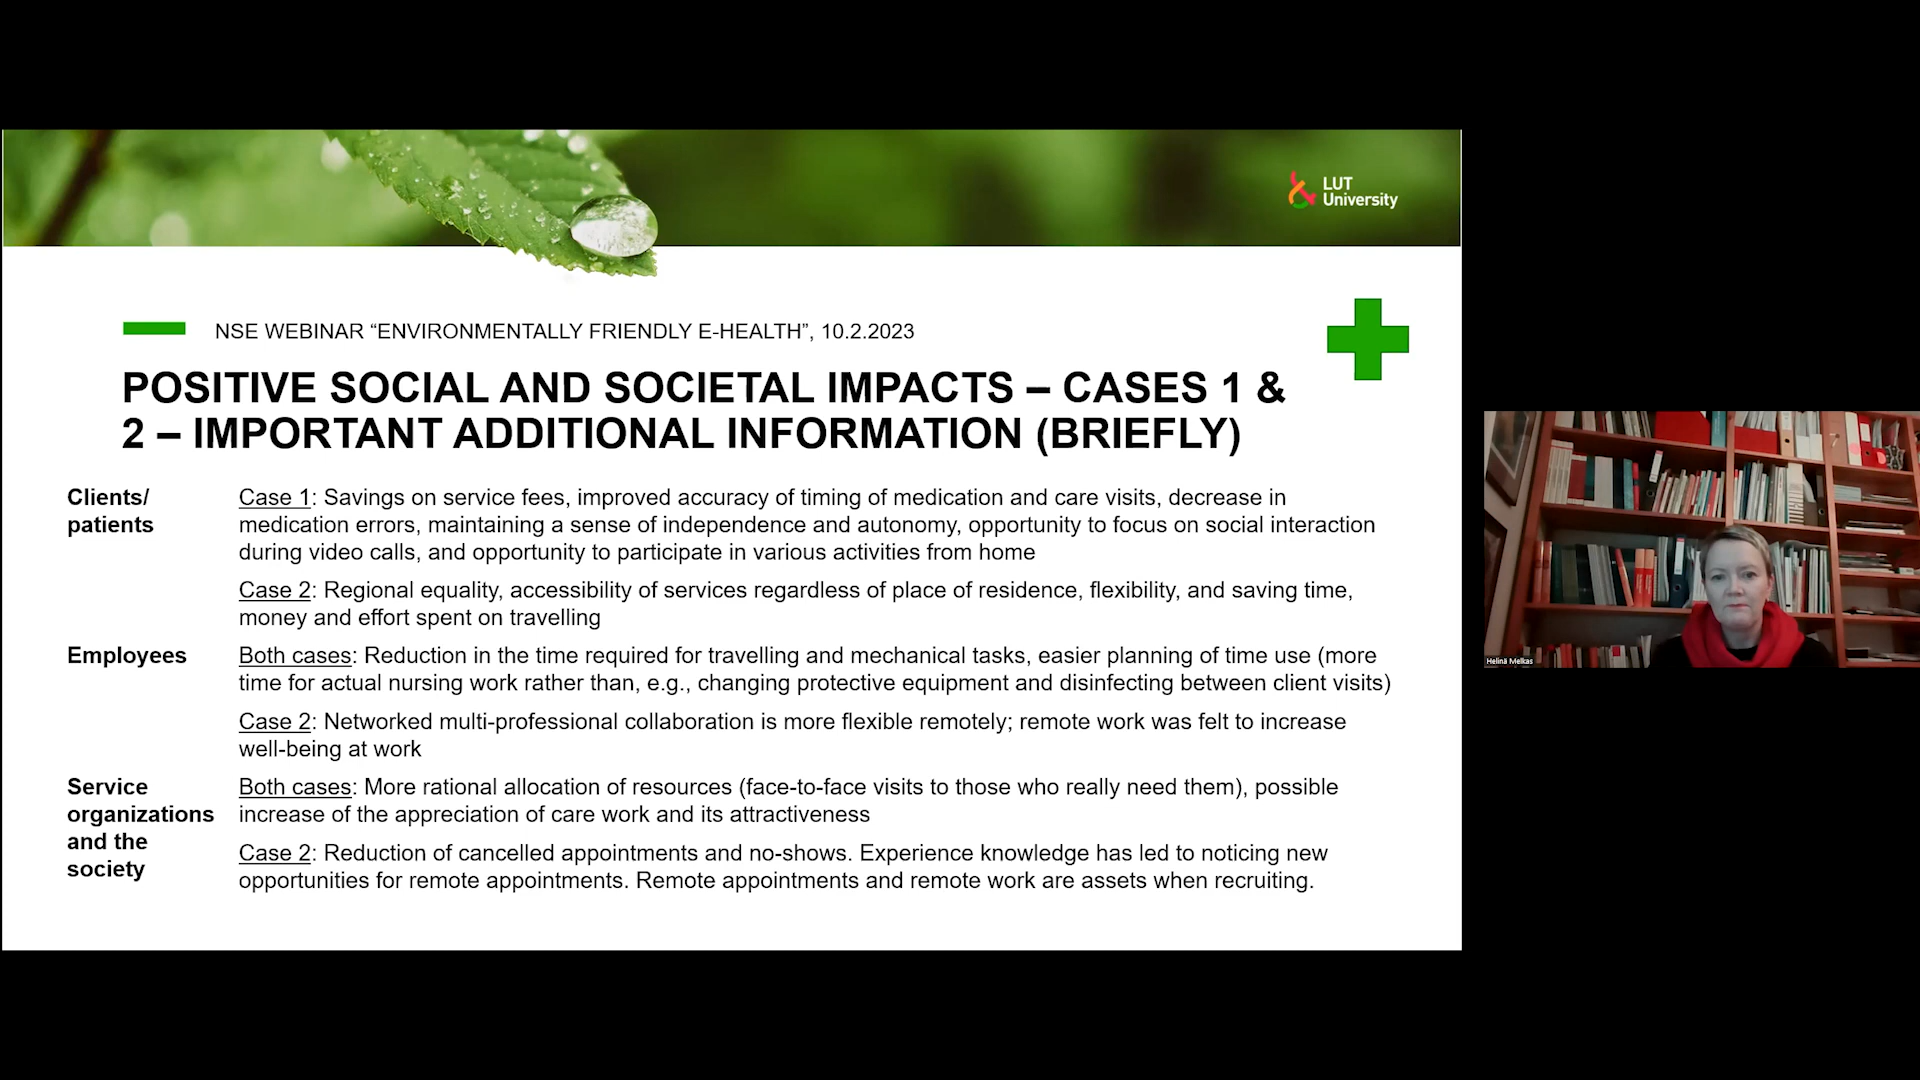 LUT
University
NSE WEBINAR “ENVIRONMENTALLY FRIENDLY E-HEALTH”, 10.2.2023
POSITIVE SOCIAL AND SOCIETAL IMPACTS – CASES 1 &
2 – IMPORTANT ADDITIONAL INFORMATION (BRIEFLY)
Clients/
patients
Case 1: Savings on service fees, improved accuracy of timing of medication and care visits, decrease in
medication errors, maintaining a sense of independence and autonomy, opportunity to focus on social interaction
during video calls, and opportunity to participate in various activities from home
Case 2: Regional equality, accessibility of services regardless of place of residence, flexibility, and saving time,
money and effort spent on travelling
Employees
Both cases: Reduction in the time required for travelling and mechanical tasks, easier planning of time use (more
time for actual nursing work rather than, e.g., changing protective equipment and disinfecting between client visits)
Case 2: Networked multi-professional collaboration is more flexible remotely; remote work was felt to increase
well-being at work
Service
organizations
and the
society
Both cases: More rational allocation of resources (face-to-face visits to those who really need them), possible
increase of the appreciation of care work and its attractiveness
Case 2: Reduction of cancelled appointments and no-shows. Experience knowledge has led to noticing new
opportunities for remote appointments. Remote appointments and remote work are assets when recruiting.
Helinä Melkas